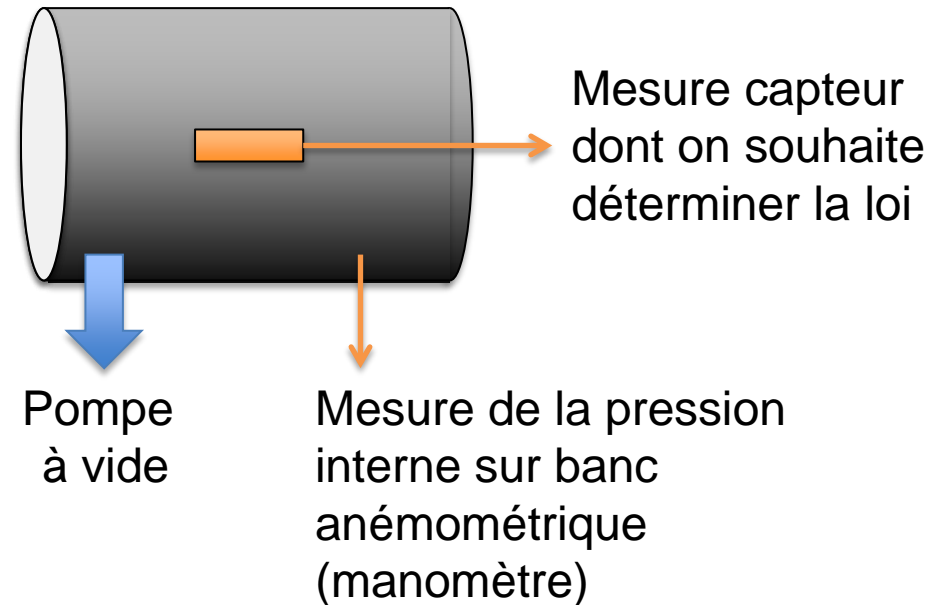 Mesure capteur
dont on souhaite
déterminer la loi
Pompe
à vide
Mesure de la pression
interne sur banc
anémométrique
(manomètre)